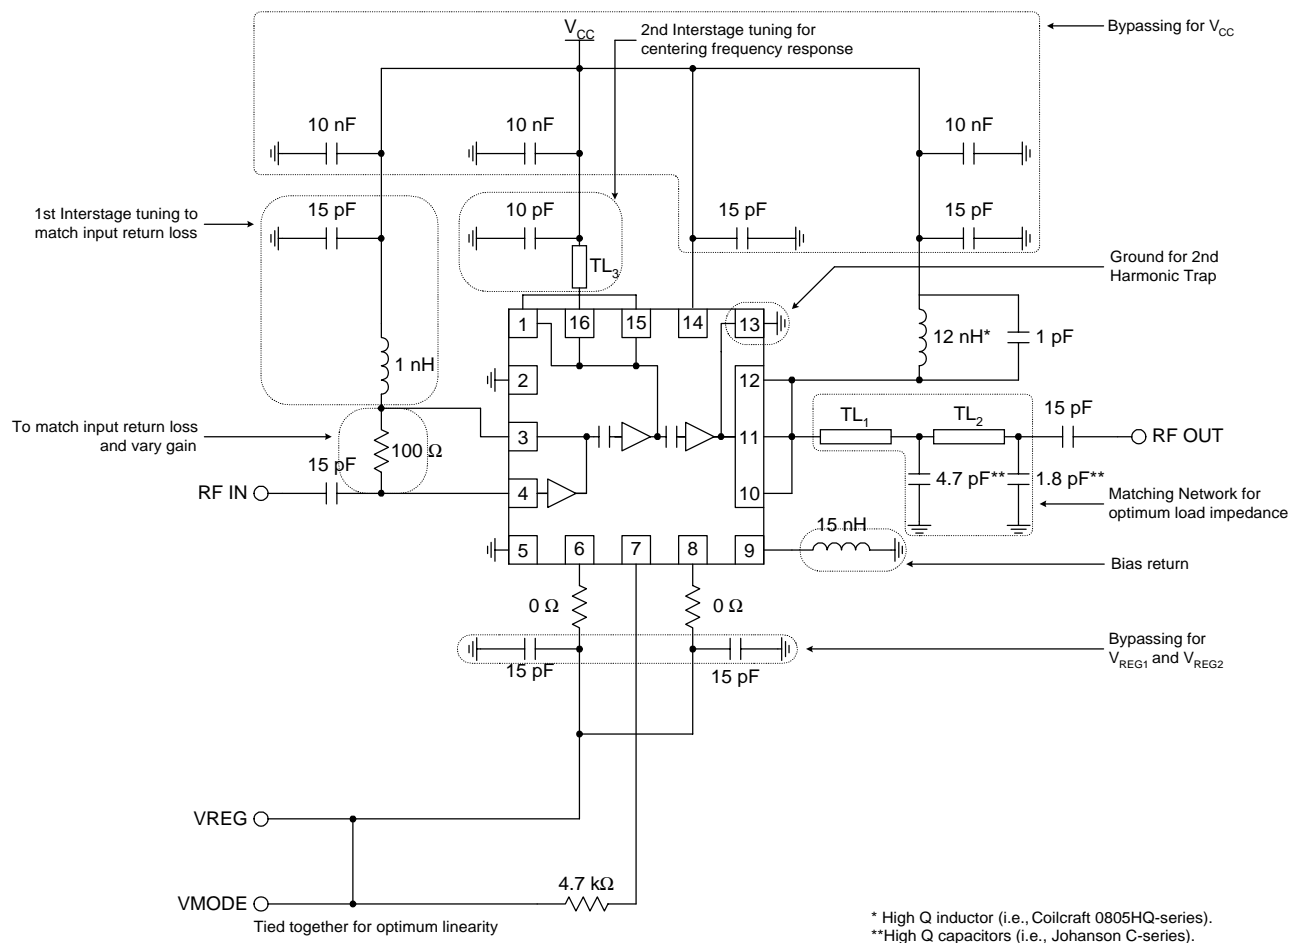 Bypassing for VCC
VCC
2nd Interstage tuning for
centering frequency response
10 nF
10 nF
10 nF
1st Interstage tuning to
match input return loss
15 pF
10 pF
15 pF
15 pF
TL3
Ground for 2nd
Harmonic Trap
1
16
15
14
13
1 nH
12 nH*
1 pF
2
12
To match input return loss
and vary gain
100 Ω
3
11
TL1
TL2
15 pF
RF OUT
15 pF
RF IN
4
10
4.7 pF**
1.8 pF**
Matching Network for
optimum load impedance
5
6
7
8
9
15 nH
Bias return
0 Ω
0 Ω
15 pF
15 pF
Bypassing for
VREG1 and VREG2
VREG
VMODE
4.7 kΩ
Tied together for optimum linearity
* High Q inductor (i.e., Coilcraft 0805HQ-series).
**High Q capacitors (i.e., Johanson C-series).